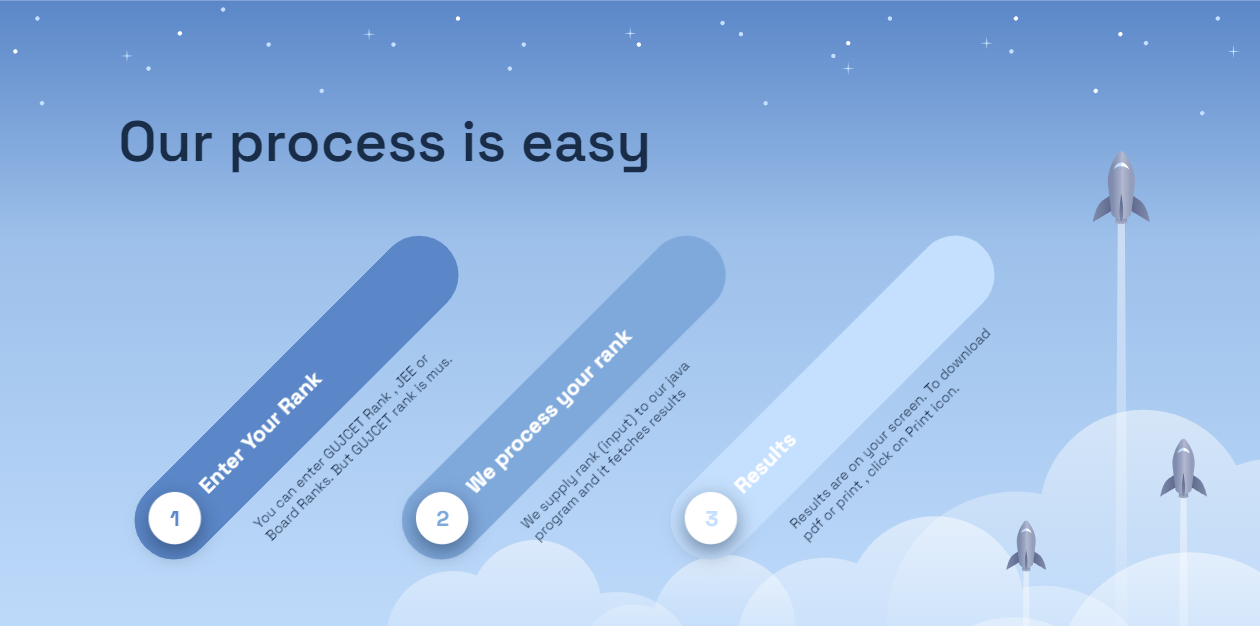 Our process is easy
1
Enter Your Rank
You can enter GUJCET Rank , JEE or
Board Ranks. But GUJCET rank is mus.
2
We process your rank
We supply rank (input) to our java
program and it fetches results
3
Results
Results are on your screen. To download
pdf or print , click on Print icon.